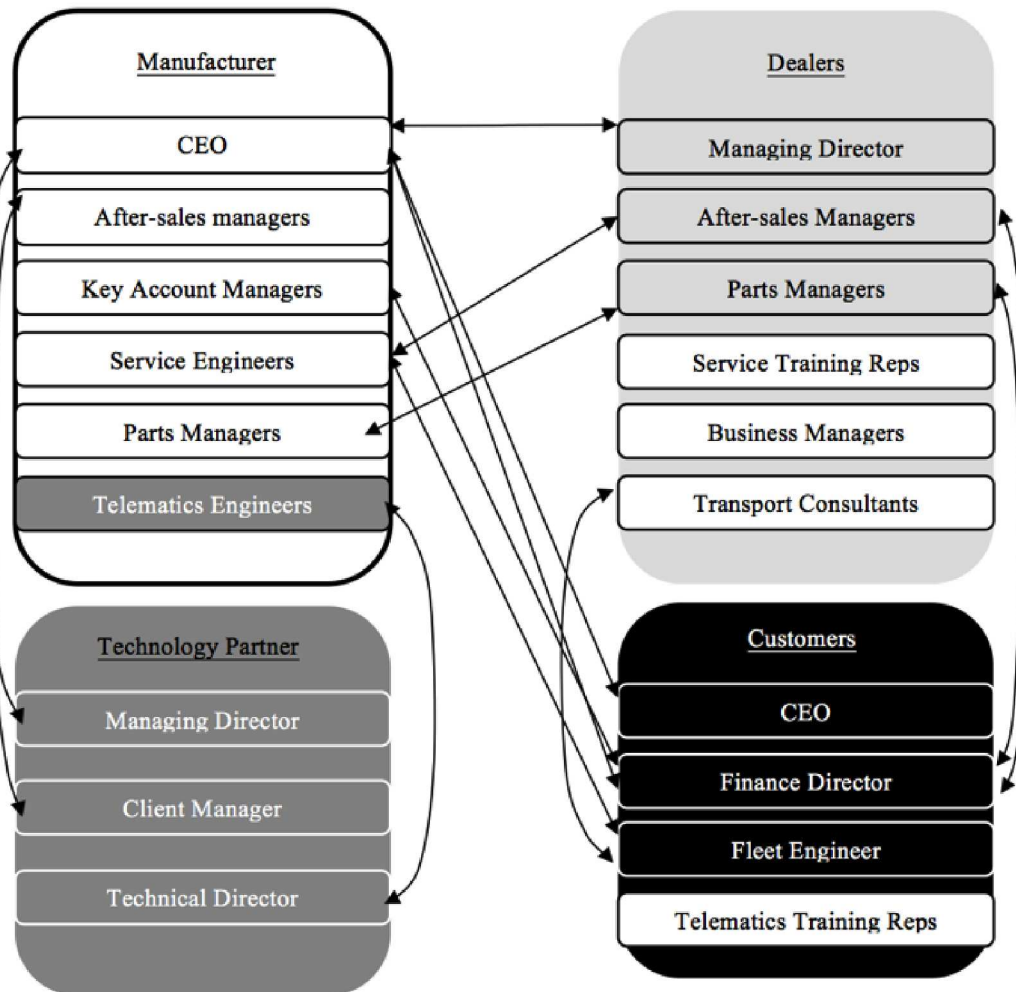 Manufacturer
CEO
After-sales managers
Key Account Managers
Service Engineers
Parts Managers
Telematics Engineers
Dealers
Managing Director
After-sales Managers
Parts Managers
Service Training Reps
Business Managers
Transport Consultants
Technology Partner
Managing Director
Client Manager
Technical Director
Customers
CEO
Finance Director
Fleet Engineer
Telematics Training Reps